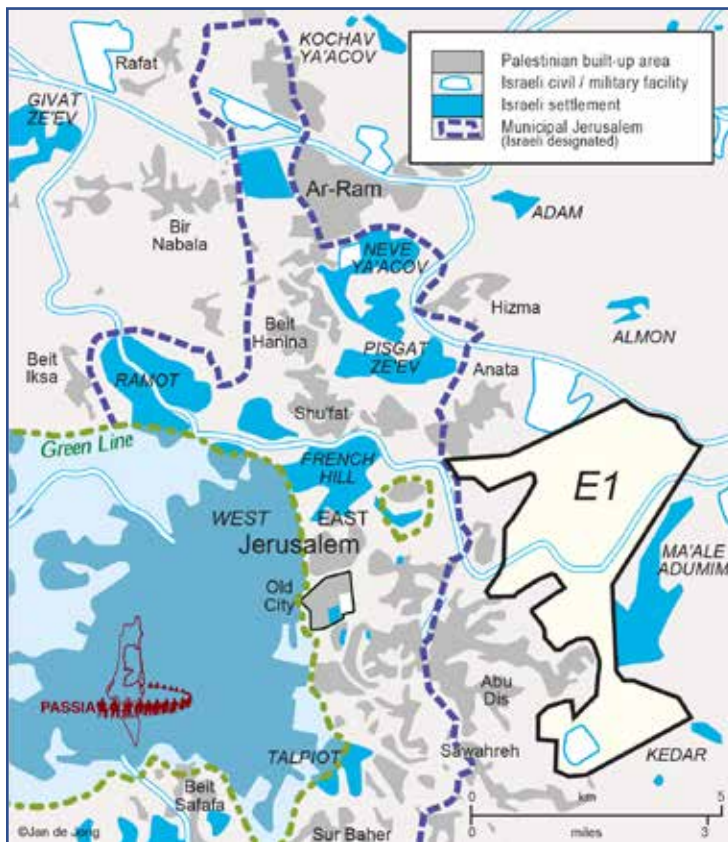 KOCHAV
YA'ACOV
Rafat
GIVAT
ZE'EV
Palestinian built-up area
Israeli civil / military facility
Israeli settlement
Municipal Jerusalem
(Israeli designated)
Ar-Ram
Bir
Nabala
ADAM
NEVE
YA'ACOV
Hizma
ALMON
Beit
Hanina
PISGAT
ZE'EV
Anata
Beit
Iksa
RAMOT
Shu'fat
Green Line
FRENCH
HILL
E1
WEST
EAST
Jerusalem
MA'ALE
ADUMIM
Old
City
PASSIA
Abu
Dis
TALPIOT
Sawahreh
KEDAR
Beit
Safafa
Sur Baher
0 km 5
0 miles 3
©Jan de Jong